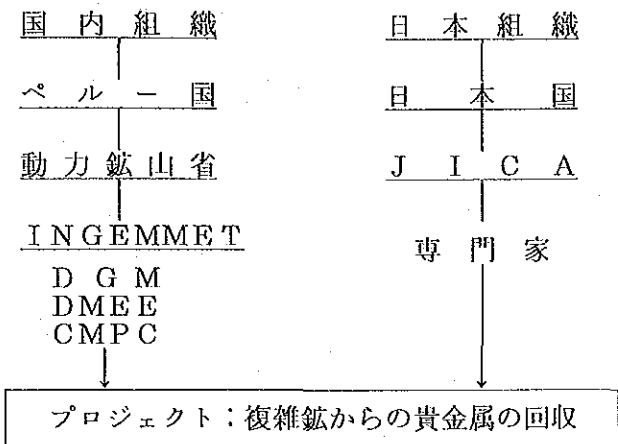 国内組織
ペルー国
動力鉱山省
INGEMMET
DGM
DMEE
CMPC
日本組織
日本国
JICA
専門家
プロジェクト：複雑鉱からの貴金属の回収